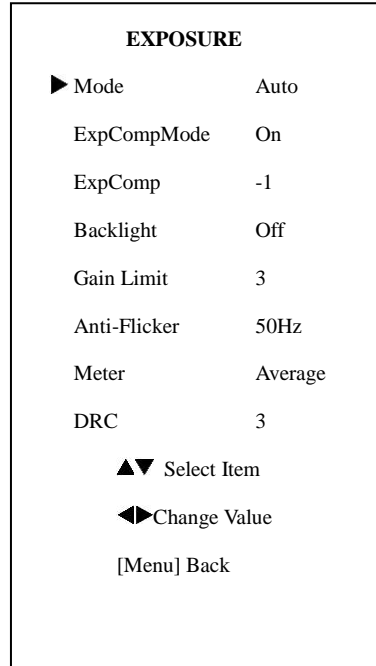 EXPOSURE
▶ Mode Auto
ExpCompMode On
ExpComp -1
Backlight Off
Gain Limit 3
Anti-Flicker 50Hz
Meter Average
DRC 3
▲▼ Select Item
◀▶Change Value
[Menu] Back